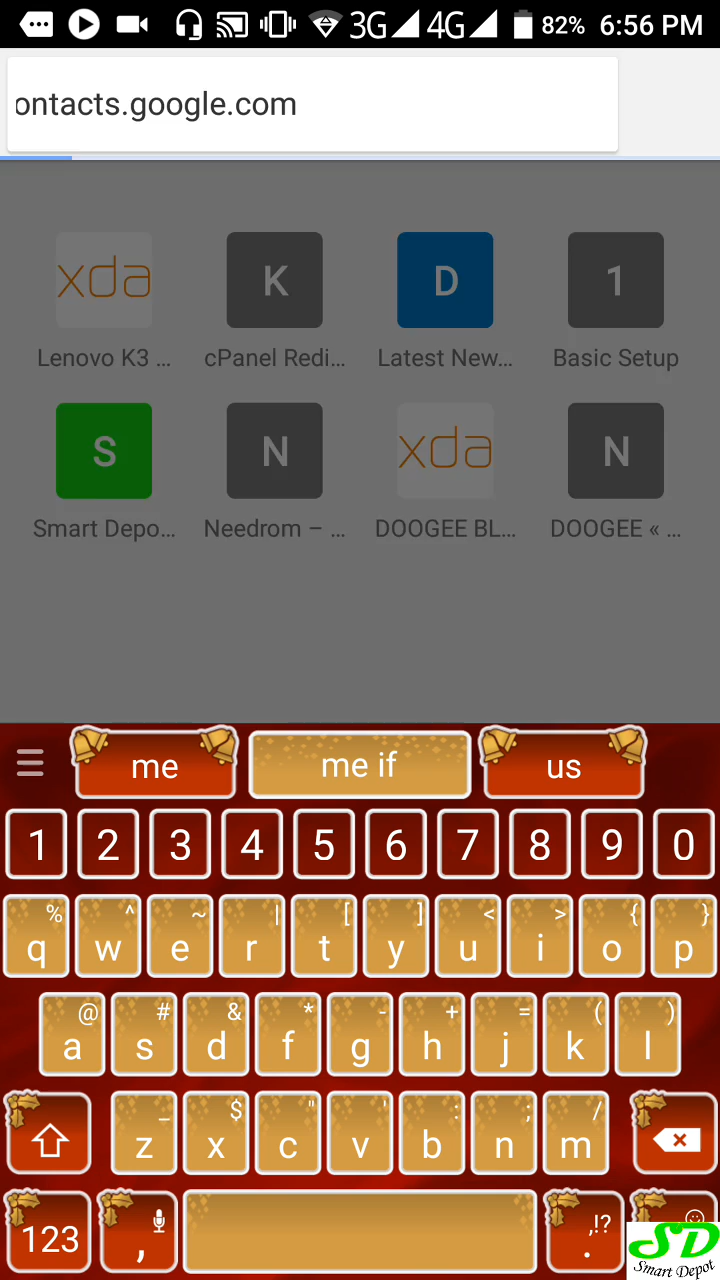 3G 4G 82% 6:56 PM
ontacts.google.com
xda K D 1
Lenovo K3 ... cPanel Redi... Latest New... Basic Setup
S N xda N
Smart Depo... Needrom – ... DOOGEE BL... DOOGEE « ...
me me if us
1 2 3 4 5 6 7 8 9 0
% ^ ~ | [ ] < > { }
q w e r t y u i o p
@ # & * - + = ( )
a s d f g h j k l
_ $ " ' : ; /
z x c v b n m
,!?
123 , .
SD
Smart Depot